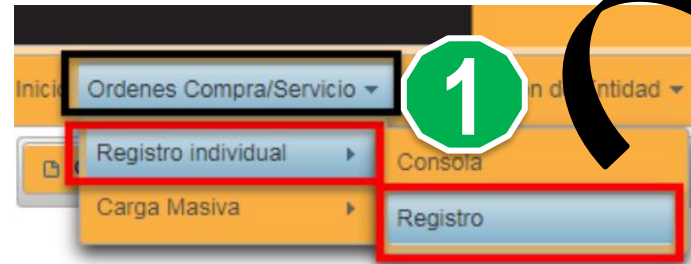 Inicio Ordenes Compra/Servicio
1
Registro individual
Consola
Carga Masiva
Registro